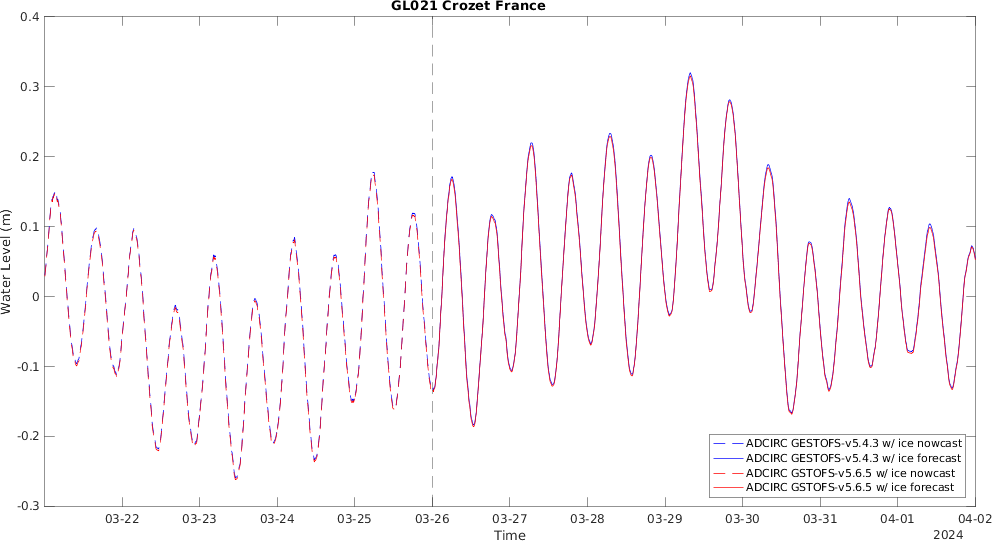 GL021 Crozet France
0.4
0.3
0.2
0.1
0
-0.1
-0.2
-0.3
Water Level (m)
ADCIRC GESTOFS-v5.4.3 w/ ice nowcast
ADCIRC GESTOFS-v5.4.3 w/ ice forecast
ADCIRC GSTOFS-v5.6.5 w/ ice nowcast
ADCIRC GSTOFS-v5.6.5 w/ ice forecast
03-22 03-23 03-24 03-25 03-26 03-27 03-28 03-29 03-30 03-31 04-01 04-02
Time
2024